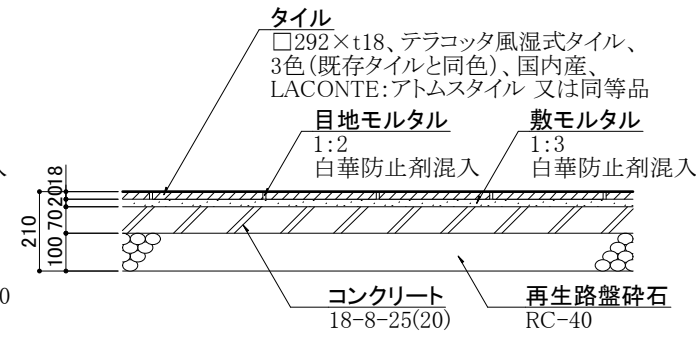 タイル
□292×t18、テラコッタ風湿式タイル、
3色(既存タイルと同色)、国内産、
LACONTE:アトムスタイル 又は同等品
目地モルタル
1:2
白華防止剤混入
敷モルタル
1:3
白華防止剤混入
210
100
70
20
18
コンクリート
18-8-25(20)
再生路盤砕石
RC-40
0